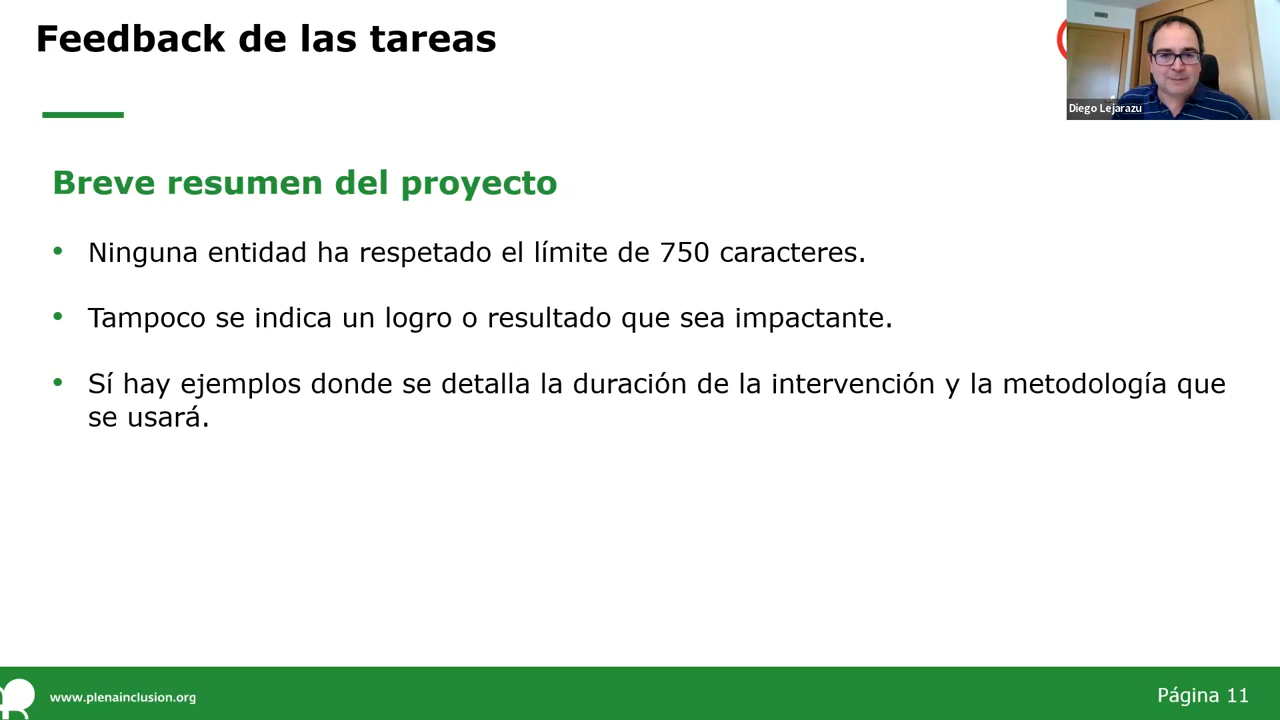 Feedback de las tareas
Diego Lejarazu
Breve resumen del proyecto
• Ninguna entidad ha respetado el límite de 750 caracteres.
• Tampoco se indica un logro o resultado que sea impactante.
• Sí hay ejemplos donde se detalla la duración de la intervención y la metodología que
se usará.
www.plenainclusion.org
Página 11